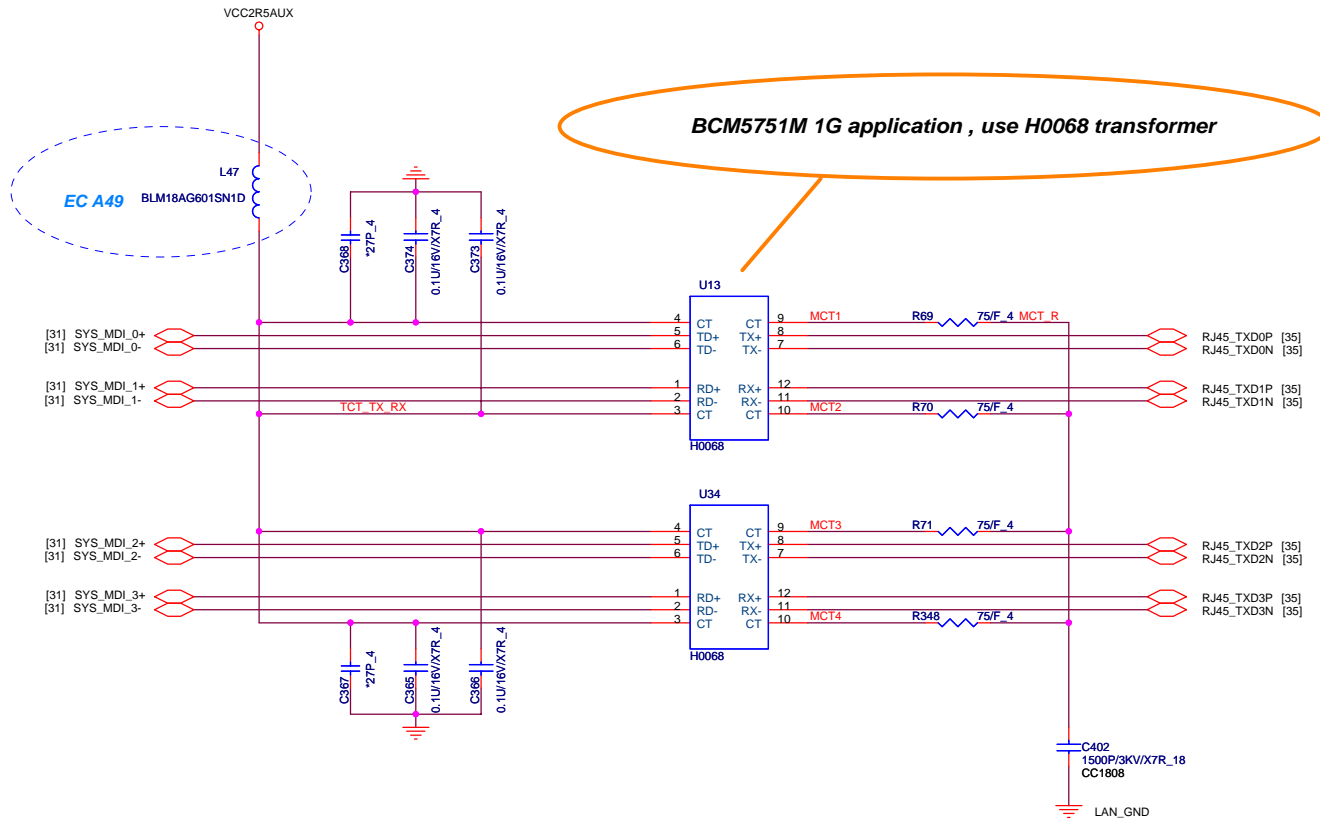 VCC2R5AUX
BCM5751M 1G application , use H0068 transformer
L47
EC A49
BLM18AG601SN1D
C368
*27P_4
C374
0.1U/16V/X7R_4
C373
0.1U/16V/X7R_4
U13
[31] SYS_MDI_0+
[31] SYS_MDI_0-
[31] SYS_MDI_1+
[31] SYS_MDI_1-
TCT_TX_RX
4 CT CT 9 MCT1 R69 75/F_4 MCT_R
5 TD+ TX+ 8
6 TD- TX- 7
1 RD+ RX+ 12
2 RD- RX- 11
3 CT CT 10 MCT2 R70 75/F_4
H0068
RJ45_TXD0P [35]
RJ45_TXD0N [35]
RJ45_TXD1P [35]
RJ45_TXD1N [35]
U34
[31] SYS_MDI_2+
[31] SYS_MDI_2-
[31] SYS_MDI_3+
[31] SYS_MDI_3-
4 CT CT 9 MCT3 R71 75/F_4
5 TD+ TX+ 8
6 TD- TX- 7
1 RD+ RX+ 12
2 RD- RX- 11
3 CT CT 10 MCT4 R348 75/F_4
H0068
RJ45_TXD2P [35]
RJ45_TXD2N [35]
RJ45_TXD3P [35]
RJ45_TXD3N [35]
C367
*27P_4
C365
0.1U/16V/X7R_4
C366
0.1U/16V/X7R_4
C402
1500P/3KV/X7R_18
CC1808
LAN_GND